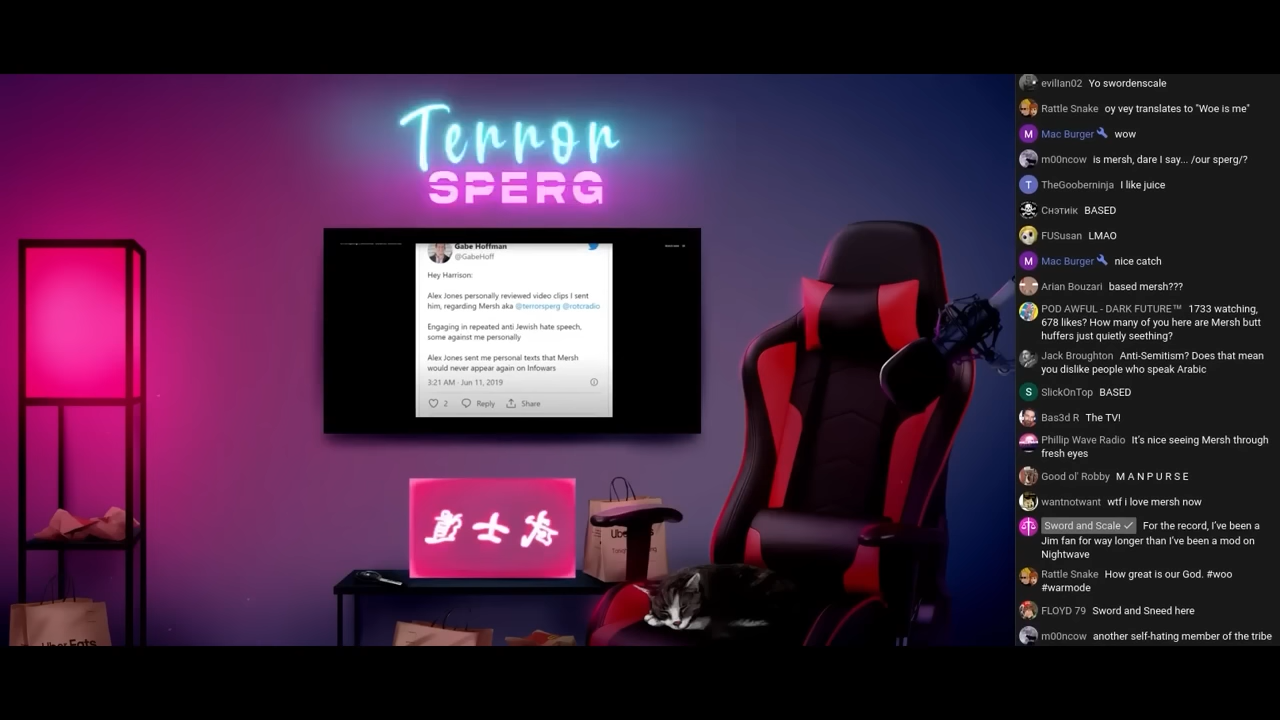 Terror
SPERG
Gabe Hoffman
@GabeHoff
Hey Harrison:
Alex Jones personally reviewed video clips I sent
him, regarding Mersh aka @terrorsperg @rotcradio
Engaging in repeated anti Jewish hate speech,
some against me personally
Alex Jones sent me personal texts that Mersh
would never appear again on Infowars
3:21 AM · Jun 11, 2019
2 Reply Share
Uber Eats
evilian02 Yo swordenscale
Rattle Snake oy vey translates to "Woe is me"
M Mac Burger wow
m00ncow is mersh, dare I say... /our sperg/?
T TheGooberninja I like juice
Снэтиік BASED
FUSusan LMAO
M Mac Burger nice catch
Arian Bouzari based mersh???
POD AWFUL - DARK FUTURE™ 1733 watching,
678 likes? How many of you here are Mersh butt
huffers just quietly seething?
Jack Broughton Anti-Semitism? Does that mean
you dislike people who speak Arabic
S SlickOnTop BASED
Bas3d R The TV!
Phillip Wave Radio It's nice seeing Mersh through
fresh eyes
Good ol' Robby M A N P U R S E
wantnotwant wtf i love mersh now
Sword and Scale ✓ For the record, I've been a
Jim fan for way longer than I've been a mod on
Nightwave
Rattle Snake How great is our God. #woo
#warmode
FLOYD 79 Sword and Sneed here
m00ncow another self-hating member of the tribe